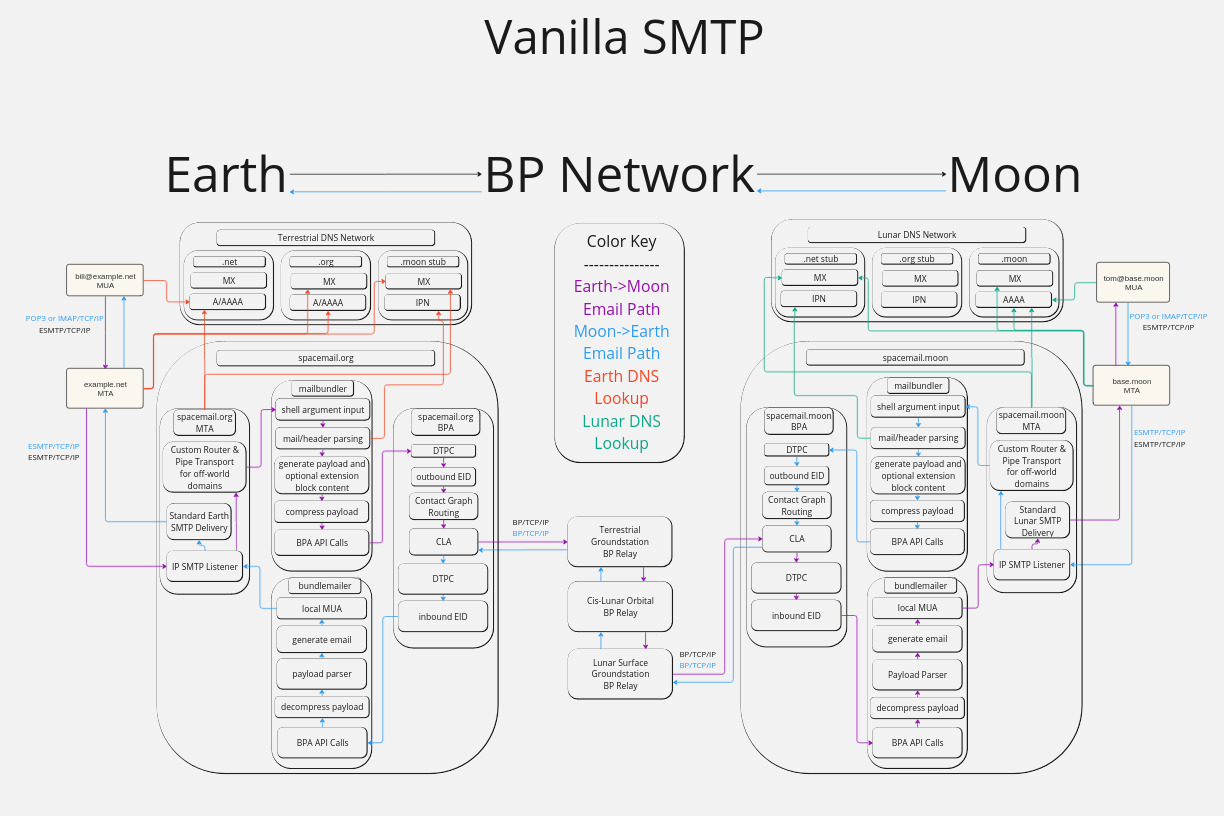 Vanilla SMTP
Earth
BP Network
Moon
Terrestrial DNS Network
.net
MX
A/AAAA
.org
MX
A/AAAA
.moon stub
MX
IPN
Color Key
----------------
Earth->Moon
Email Path
Moon->Earth
Email Path
Earth DNS
Lookup
Lunar DNS
Lookup
Lunar DNS Network
.net stub
MX
IPN
.org stub
MX
IPN
.moon
MX
AAAA
bill@example.net
MUA
POP3 or IMAP/TCP/IP
ESMTP/TCP/IP
example.net
MTA
ESMTP/TCP/IP
ESMTP/TCP/IP
spacemail.org
spacemail.org
MTA
Custom Router &
Pipe Transport
for off-world
domains
Standard Earth
SMTP Delivery
IP SMTP Listener
mailbundler
shell argument input
mail/header parsing
generate payload and
optional extension
block content
compress payload
BPA API Calls
bundlemailer
local MUA
generate email
payload parser
decompress payload
BPA API Calls
spacemail.org
BPA
DTPC
outbound EID
Contact Graph
Routing
CLA
DTPC
inbound EID
BP/TCP/IP
BP/TCP/IP
Terrestrial
Groundstation
BP Relay
Cis-Lunar Orbital
BP Relay
Lunar Surface
Groundstation
BP Relay
BP/TCP/IP
BP/TCP/IP
spacemail.moon
spacemail.moon
BPA
DTPC
outbound EID
Contact Graph
Routing
CLA
DTPC
inbound EID
mailbundler
shell argument input
mail/header parsing
generate payload and
optional extension
block content
compress payload
BPA API Calls
bundlemailer
local MUA
generate email
Payload Parser
decompress payload
BPA API Calls
spacemail.moon
MTA
Custom Router &
Pipe Transport
for off-world
domains
Standard
Lunar SMTP
Delivery
IP SMTP Listener
tom@base.moon
MUA
POP3 or IMAP/TCP/IP
ESMTP/TCP/IP
base.moon
MTA
ESMTP/TCP/IP
ESMTP/TCP/IP